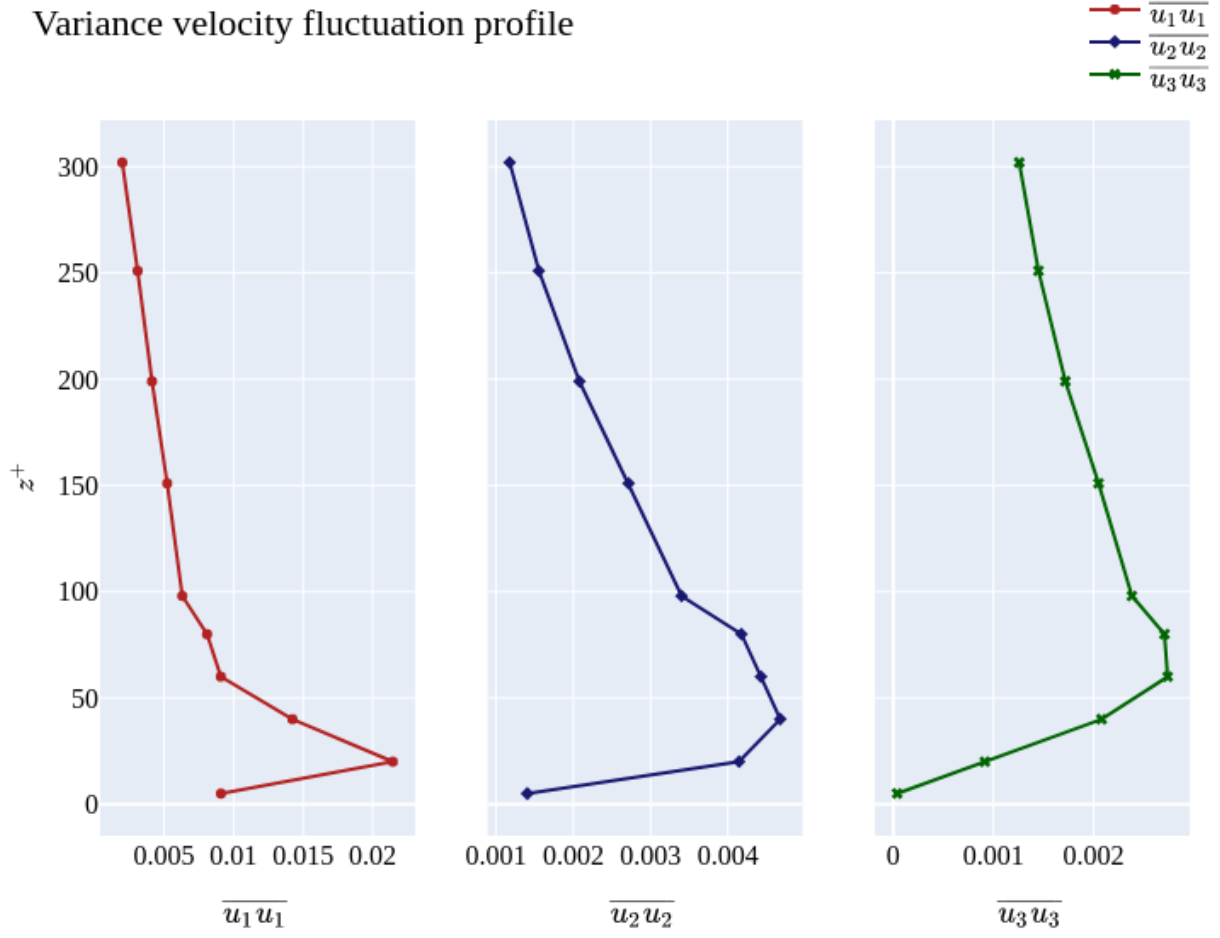 Variance velocity fluctuation profile
u₁u₁
u₂u₂
u₃u₃
300
250
200
150
100
50
0
z⁺
0.005 0.01 0.015 0.02
0.001 0.002 0.003 0.004
0 0.001 0.002
u₁u₁
u₂u₂
u₃u₃